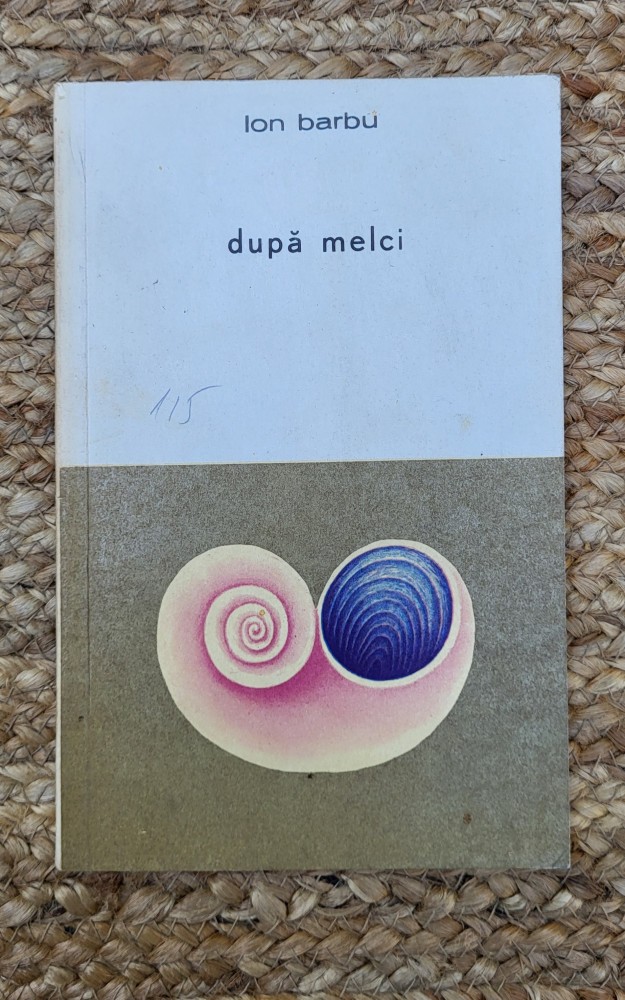 Ion barbu
după melci
115